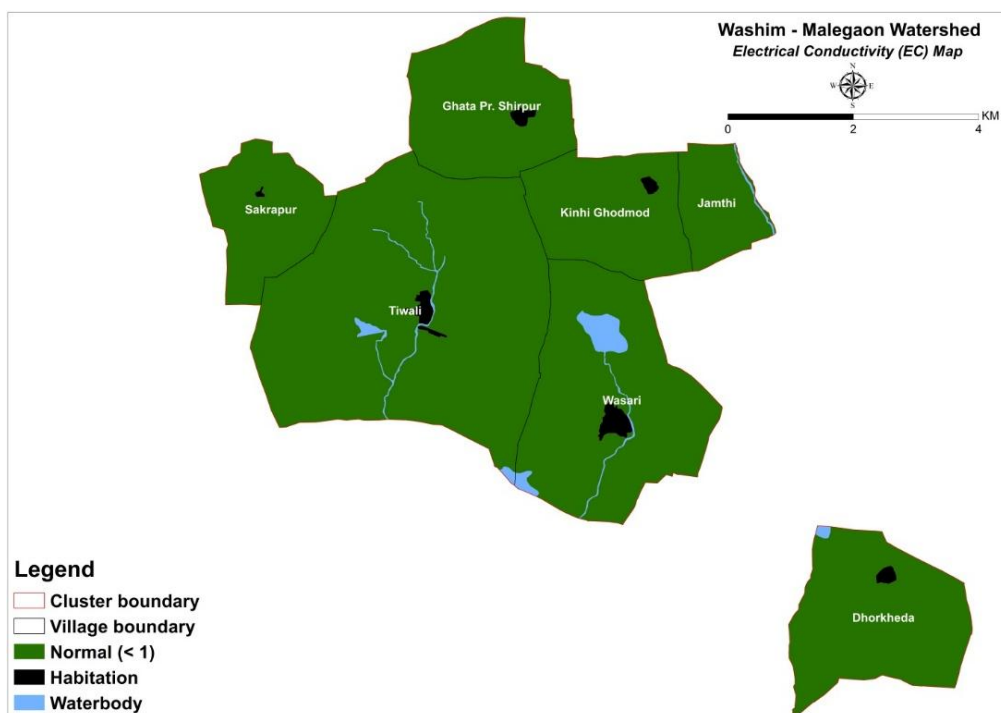 Washim - Malegaon Watershed
Electrical Conductivity (EC) Map
N
W E
S
KM
0 2 4
Ghata Pr. Shirpur
Sakrapur
Kinhi Ghodmod
Jamthi
Tiwali
Wasari
Dhorkheda
Legend
Cluster boundary
Village boundary
Normal (< 1)
Habitation
Waterbody